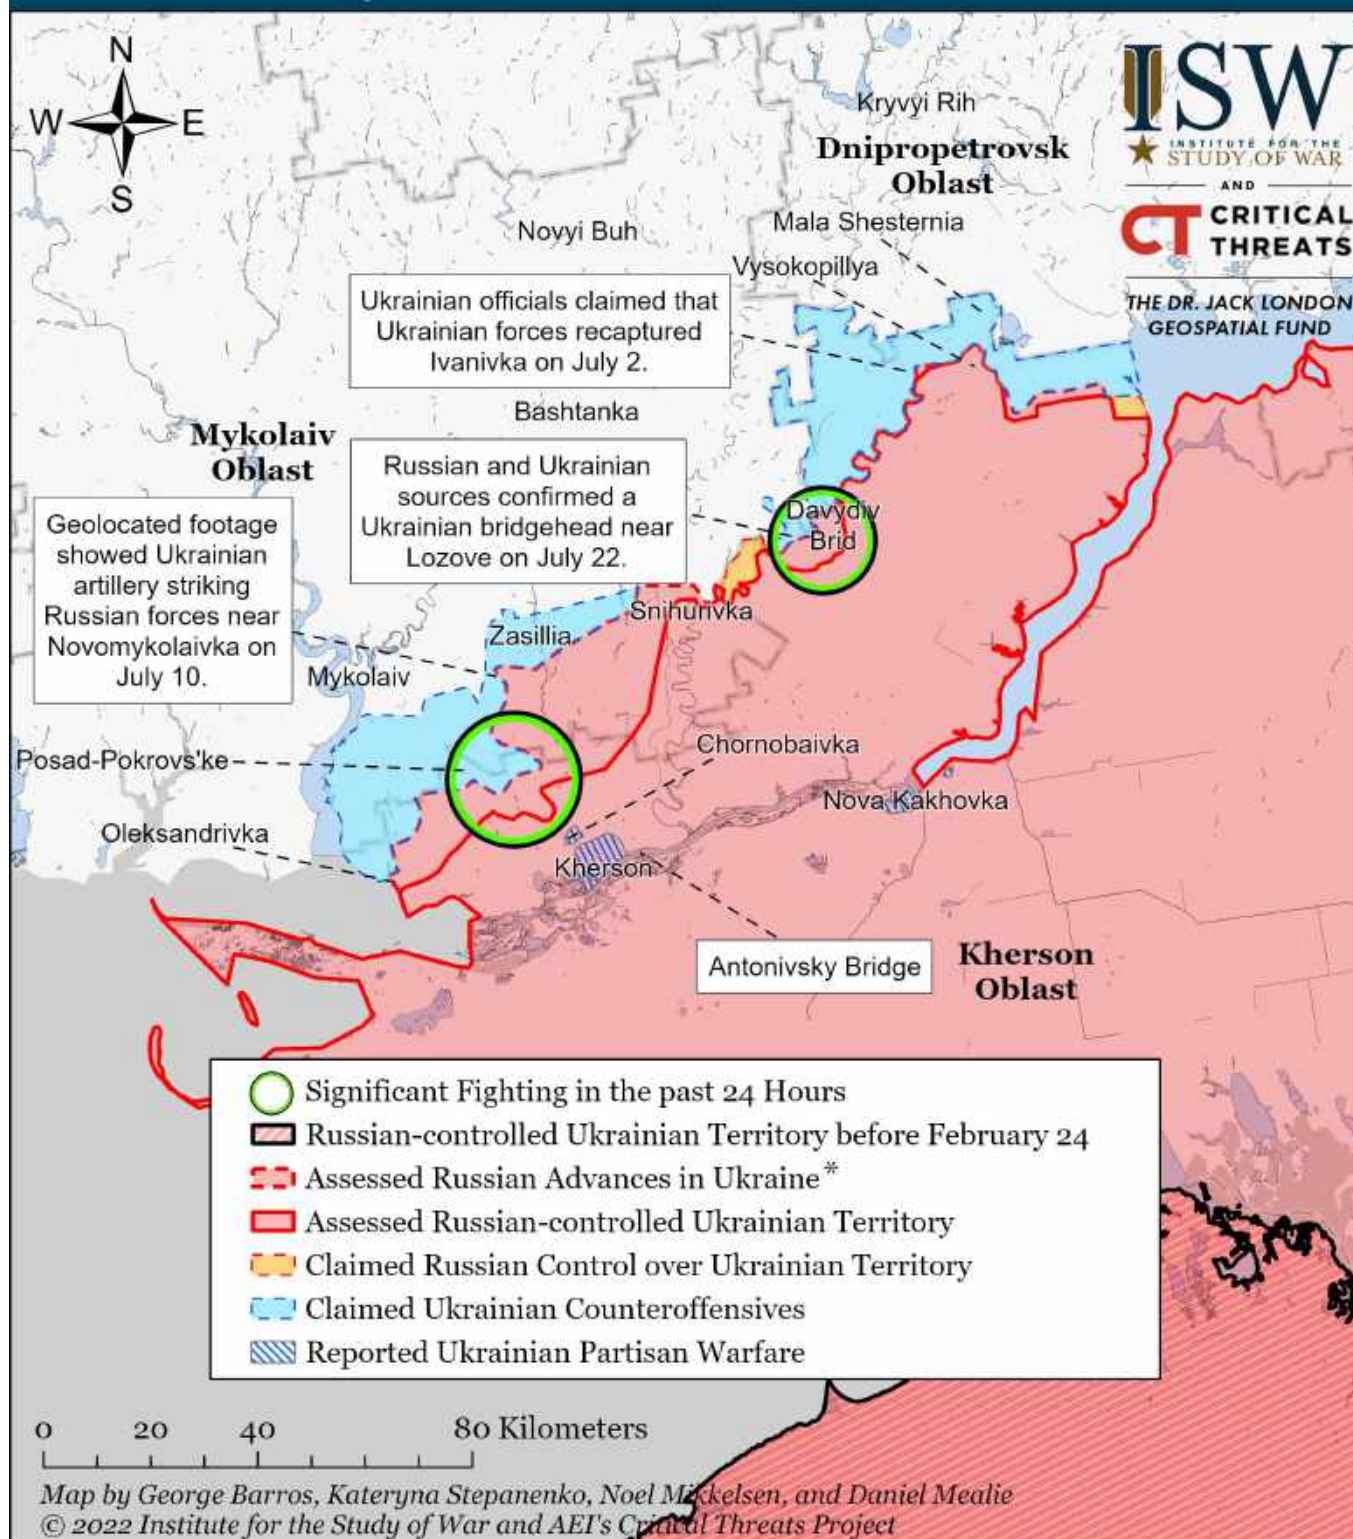 N
W E
S
ISW
INSTITUTE FOR THE
STUDY OF WAR
AND
CT CRITICAL
THREATS
THE DR. JACK LONDON
GEOSPATIAL FUND
Kryvyi Rih
Dnipropetrovsk
Oblast
Mala Shesternia
Novyi Buh
Vysokopillya
Ukrainian officials claimed that
Ukrainian forces recaptured
Ivanivka on July 2.
Bashtanka
Mykolaiv
Oblast
Russian and Ukrainian
sources confirmed a
Ukrainian bridgehead near
Lozove on July 22.
Davydiv
Brid
Geolocated footage
showed Ukrainian
artillery striking
Russian forces near
Novomykolaivka on
July 10.
Snihurivka
Zasillia
Mykolaiv
Chornobaivka
Posad-Pokrovs'ke
Nova Kakhovka
Oleksandrivka
Kherson
Antonivsky Bridge
Kherson
Oblast
Significant Fighting in the past 24 Hours
Russian-controlled Ukrainian Territory before February 24
Assessed Russian Advances in Ukraine*
Assessed Russian-controlled Ukrainian Territory
Claimed Russian Control over Ukrainian Territory
Claimed Ukrainian Counteroffensives
Reported Ukrainian Partisan Warfare
0 20 40 80 Kilometers
Map by George Barros, Kateryna Stepanenko, Noel Mikkelsen, and Daniel Mealie
© 2022 Institute for the Study of War and AEI's Critical Threats Project